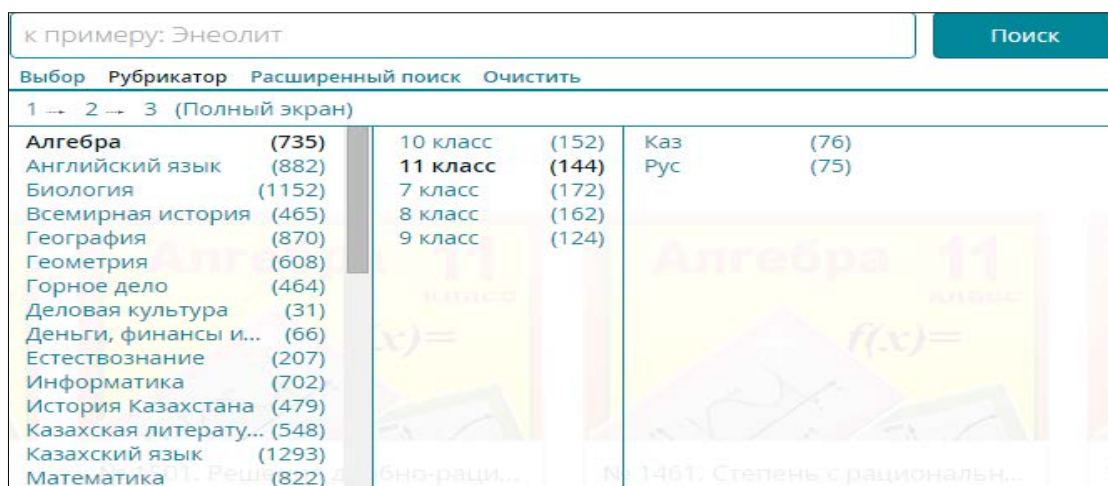 к примеру: Энеолит
Поиск
Выбор Рубрикатор Расширенный поиск Очистить
1 → 2 → 3 (Полный экран)
Алгебра (735)
Английский язык (882)
Биология (1152)
Всемирная история (465)
География (870)
Геометрия (608)
Горное дело (464)
Деловая культура (31)
Деньги, финансы и... (66)
Естествознание (207)
Информатика (702)
История Казахстана (479)
Казахская литерату... (548)
Казахский язык (1293)
Математика (822)
10 класс (152)
11 класс (144)
7 класс (172)
8 класс (162)
9 класс (124)
Каз (76)
Рус (75)
Алгебра 11
класс
x)=
Алгебра 11
класс
f(x)=
№ 1461. Степень с рациональн...